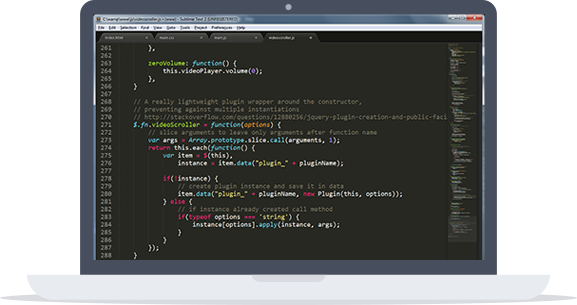 File Edit Selection Find View Goto Tools Project Preferences Help
index.html main.css main.js videoscroller.js
261 },
262
263 zeroVolume: function() {
264 this.videoPlayer.volume(0);
265 },
266 }
267
268 // A really lightweight plugin wrapper around the constructor,
269 // preventing against multiple instantiations
270 // http://stackoverflow.com/questions/12880256/jquery-plugin-creation-and-public-faci
271 $.fn.videoScroller = function(options) {
272 // slice arguments to leave only arguments after function name
273 var args = Array.prototype.slice.call(arguments, 1);
274 return this.each(function() {
275 var item = $(this),
276 instance = item.data("plugin_" + pluginName);
277
278 if(!instance) {
279 // create plugin instance and save it in data
280 item.data("plugin_" + pluginName, new Plugin(this, options));
281 } else {
282 // if instance already created call method
283 if(typeof options === 'string') {
284 instance[options].apply(instance, args);
285 }
286 }
287 });
288 }